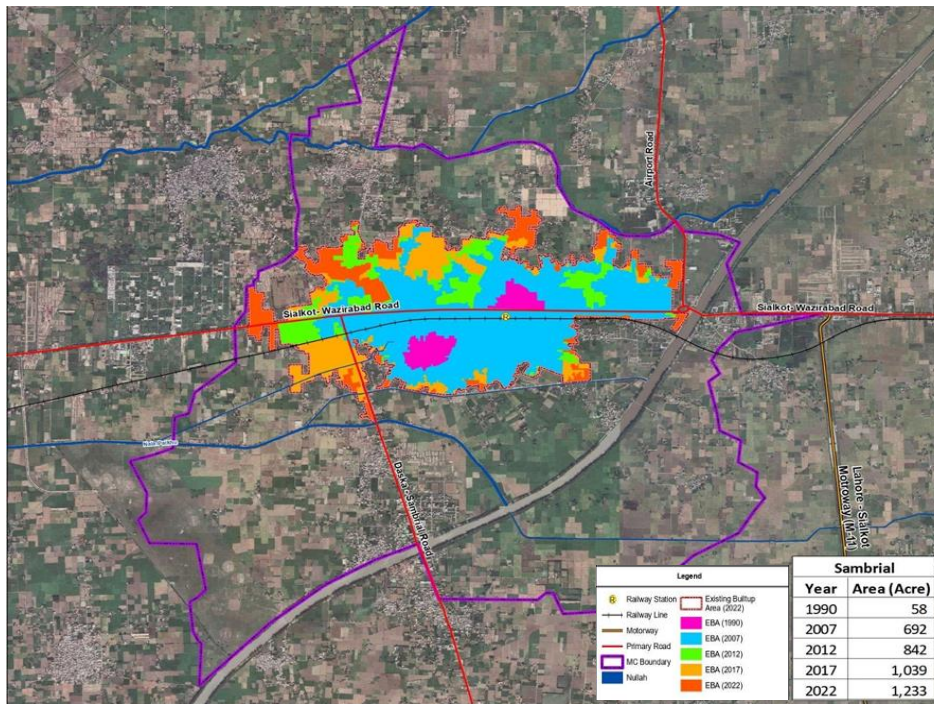 Airport Road
Sialkot- Wazirabad Road
Sialkot- Wazirabad Road
R
Daska-Sambrial Road
Lahore - Sialkot
Motroway (M-11)
Legend
R Railway Station
Railway Line
Motorway
Primary Road
MC Boundary
Nullah
Existing Builtup
Area (2022)
EBA (1990)
EBA (2007)
EBA (2012)
EBA (2017)
EBA (2022)
Sambrial
Year Area (Acre)
1990 58
2007 692
2012 842
2017 1,039
2022 1,233